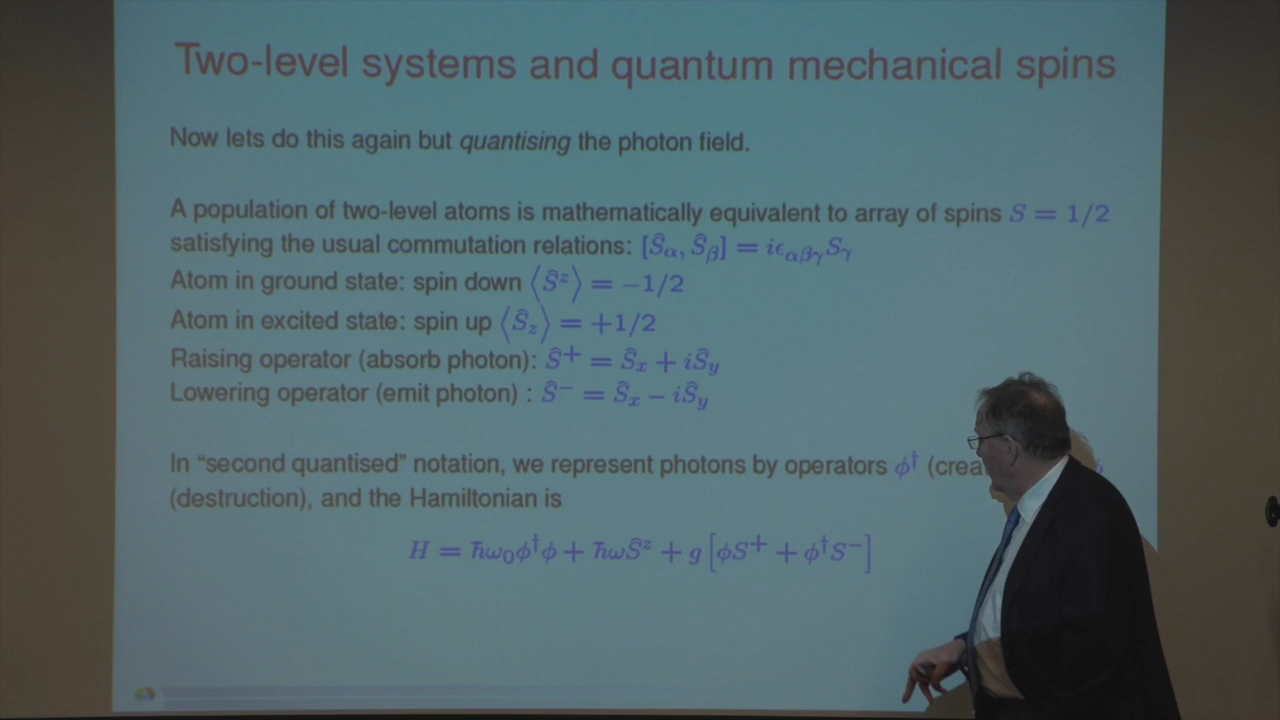 Two-level systems and quantum mechanical spins
Now lets do this again but quantising the photon field.
A population of two-level atoms is mathematically equivalent to array of spins S = 1/2
satisfying the usual commutation relations: [Ŝα, Ŝβ] = iϵαβγSγ
Atom in ground state: spin down ⟨Ŝᶻ⟩ = −1/2
Atom in excited state: spin up ⟨Ŝz⟩ = +1/2
Raising operator (absorb photon): Ŝ⁺ = Ŝx + iŜy
Lowering operator (emit photon) : Ŝ⁻ = Ŝx − iŜy
In “second quantised” notation, we represent photons by operators ϕ† (crea
(destruction), and the Hamiltonian is
H = ħω₀ϕ†ϕ + ħωŜᶻ + g [ϕS⁺ + ϕ†S⁻]